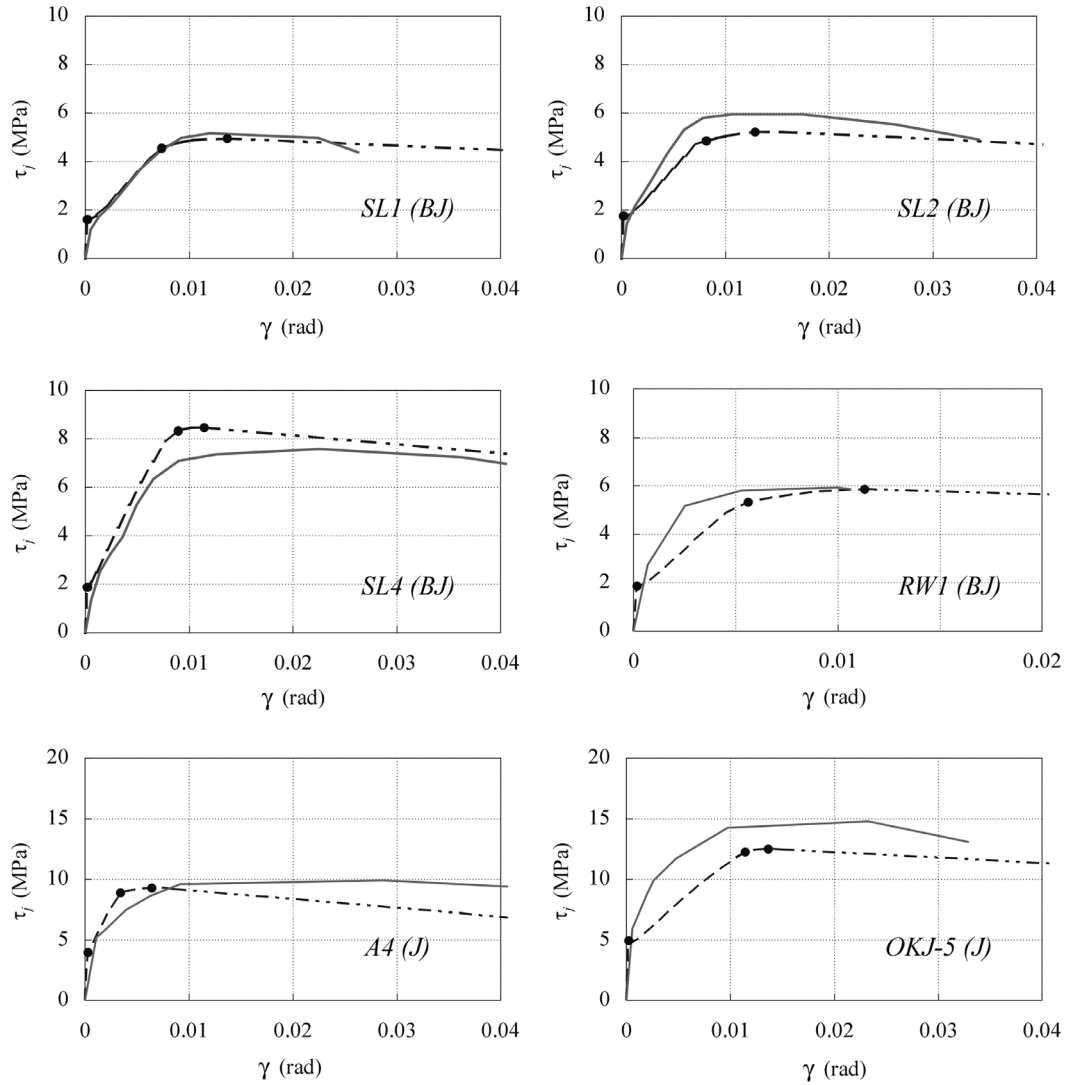 10
8
6
4
2
0
τj (MPa)
SL1 (BJ)
0 0.01 0.02 0.03 0.04
γ (rad)
10
8
6
4
2
0
τj (MPa)
SL2 (BJ)
0 0.01 0.02 0.03 0.04
γ (rad)
10
8
6
4
2
0
τj (MPa)
SL4 (BJ)
0 0.01 0.02 0.03 0.04
γ (rad)
10
8
6
4
2
0
τj (MPa)
RW1 (BJ)
0 0.01 0.02
γ (rad)
20
15
10
5
0
τj (MPa)
A4 (J)
0 0.01 0.02 0.03 0.04
γ (rad)
20
15
10
5
0
τj (MPa)
OKJ-5 (J)
0 0.01 0.02 0.03 0.04
γ (rad)